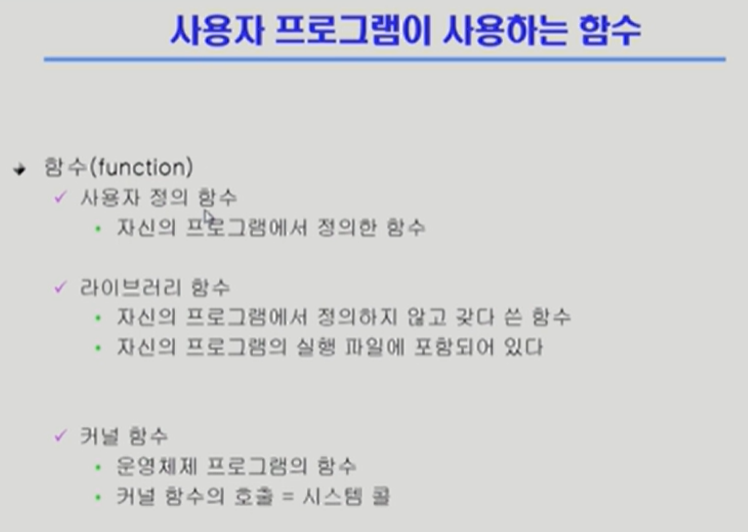 사용자 프로그램이 사용하는 함수
함수(function)
사용자 정의 함수
자신의 프로그램에서 정의한 함수
라이브러리 함수
자신의 프로그램에서 정의하지 않고 갖다 쓴 함수
자신의 프로그램의 실행 파일에 포함되어 있다
커널 함수
운영체제 프로그램의 함수
커널 함수의 호출 = 시스템 콜